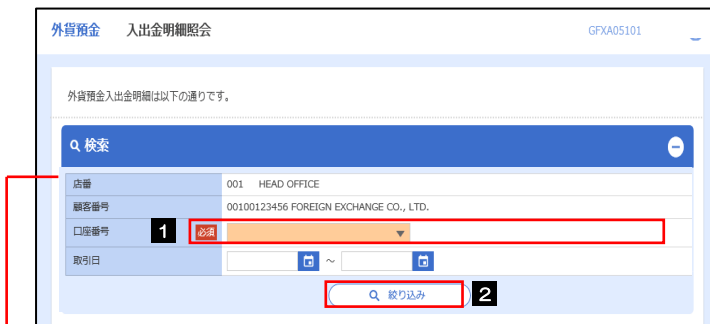 外貨預金 入出金明細照会 GFXA05101
外貨預金入出金明細は以下の通りです。
検索
店番 001 HEAD OFFICE
顧客番号 00100123456 FOREIGN EXCHANGE CO., LTD.
口座番号 1 必須
取引日 ～
絞り込み 2